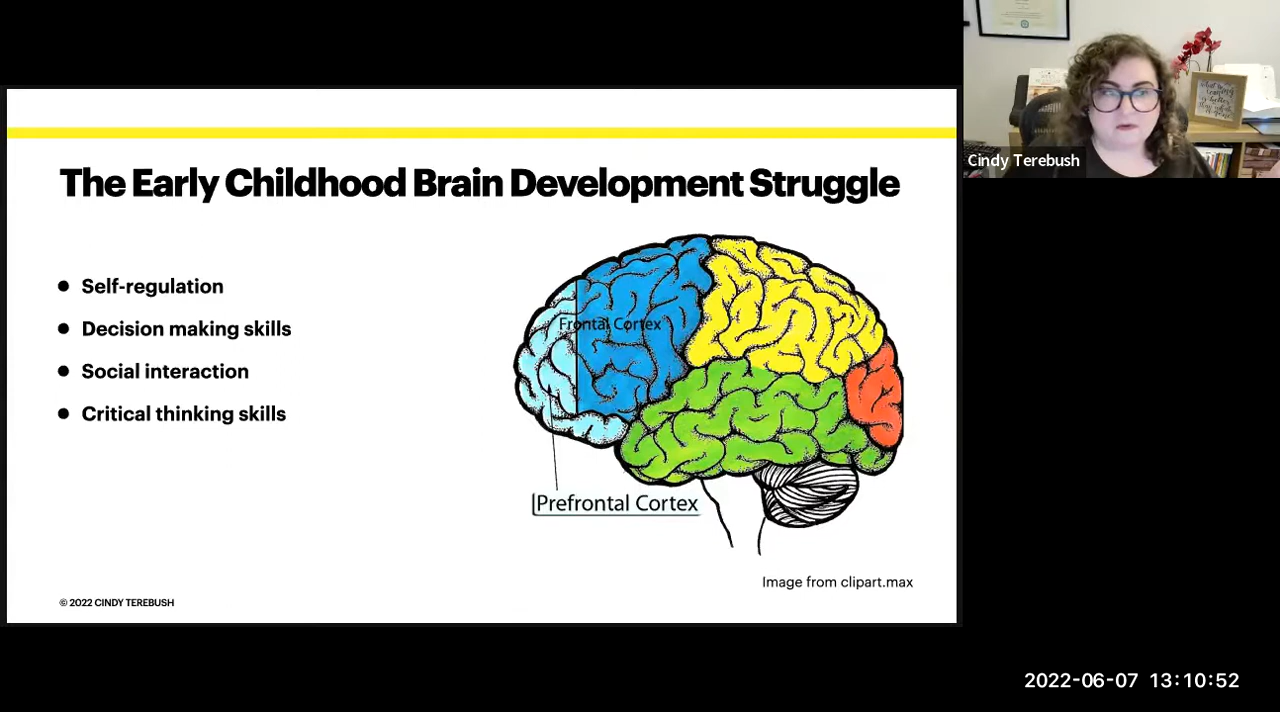 The Early Childhood Brain Development Struggle
Self-regulation
Decision making skills
Social interaction
Critical thinking skills
Frontal Cortex
Prefrontal Cortex
Image from clipart.max
© 2022 CINDY TEREBUSH
Cindy Terebush
2022-06-07 13:10:52